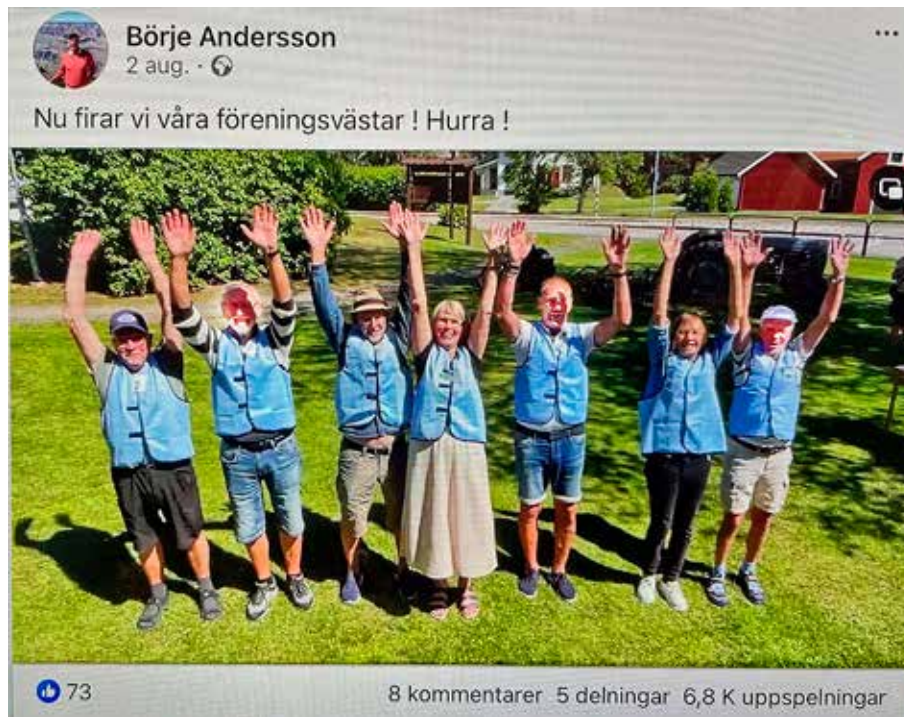 Börje Andersson
2 aug.
Nu firar vi våra föreningsvästar ! Hurra !
73
8 kommentarer 5 delningar 6,8 K uppspelningar